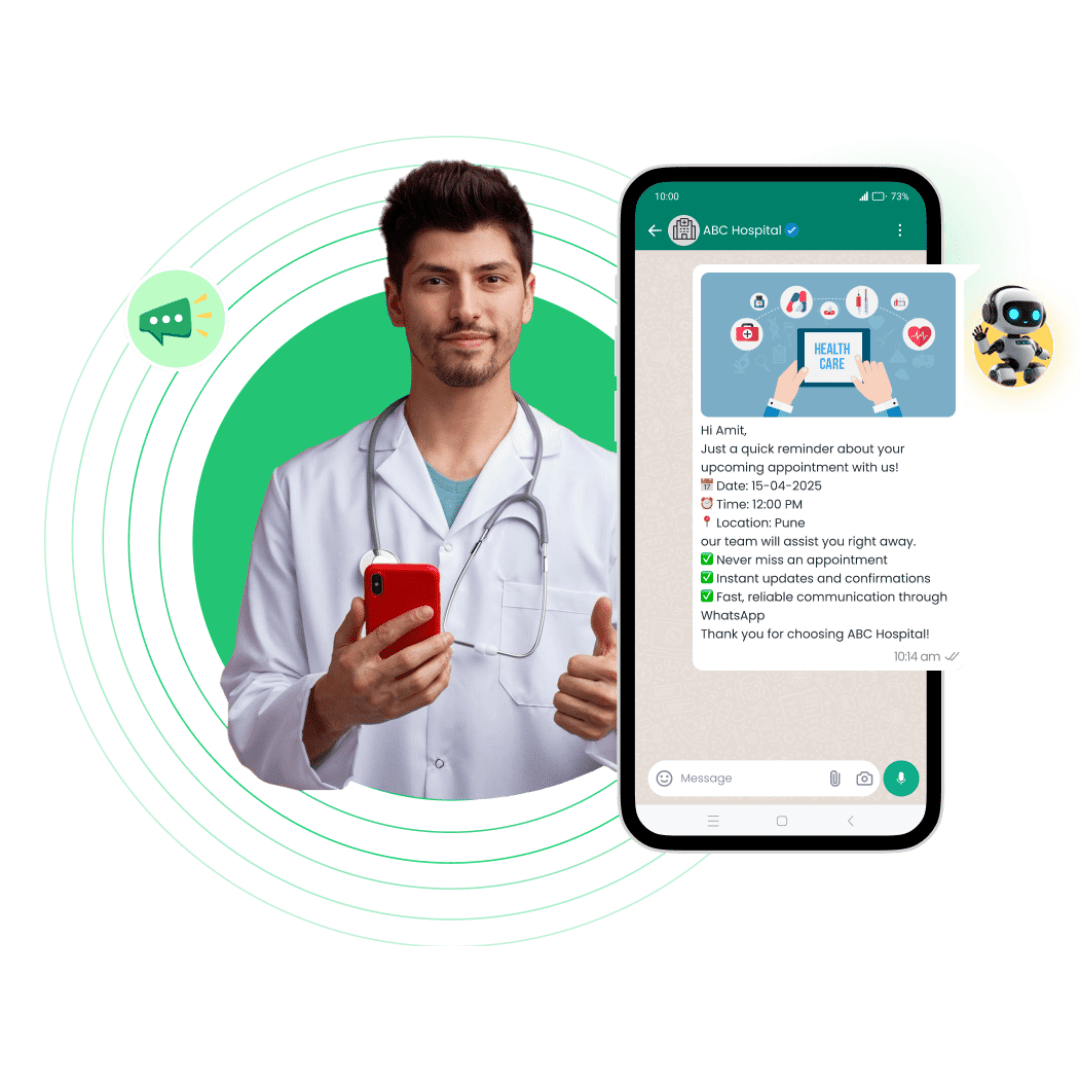 10:00
73%
ABC Hospital
HEALTH
CARE
Hi Amit,
Just a quick reminder about your
upcoming appointment with us!
📅 Date: 15-04-2025
⏰ Time: 12:00 PM
📍 Location: Pune
our team will assist you right away.
✅ Never miss an appointment
✅ Instant updates and confirmations
✅ Fast, reliable communication through
WhatsApp
Thank you for choosing ABC Hospital!
10:14 am
Message